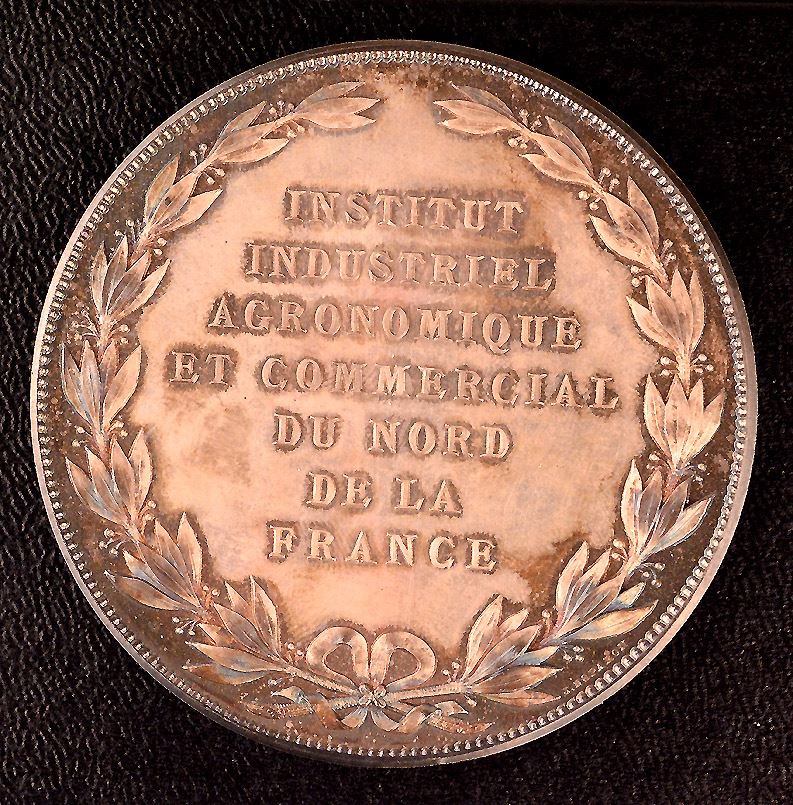 INSTITUT
INDUSTRIEL
AGRONOMIQUE
ET COMMERCIAL
DU NORD
DE LA
FRANCE